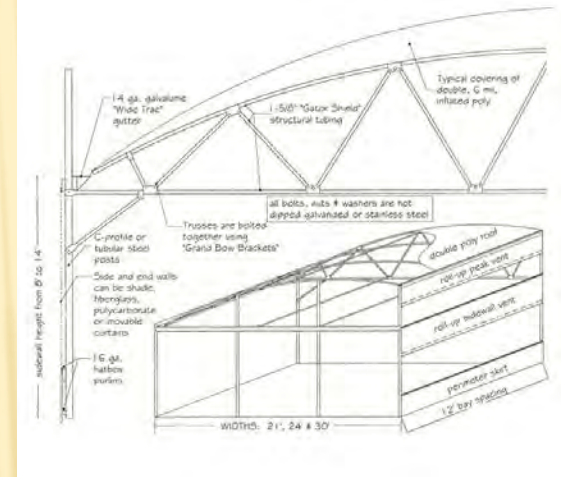 14 ga. galvalume
"Wide Trac"
gutter
1-5/8" "Gator Shield"
structural tubing
Typical covering of
double, 6 mil,
inflated poly
all bolts, nuts & washers are hot
dipped galvanized or stainless steel
Trusses are bolted
together using
"Grand Bow Brackets"
C-profile or
tubular steel
posts
Side and end walls
can be shade,
fiberglass,
polycarbonate
or movable
curtains
16 ga.
hatbox
purlins
sidewall height from 8' to 14'
double poly roof
roll-up peak vent
roll-up sidewall vent
perimeter skirt
12' bay spacing
WIDTHS: 21', 24' & 30'